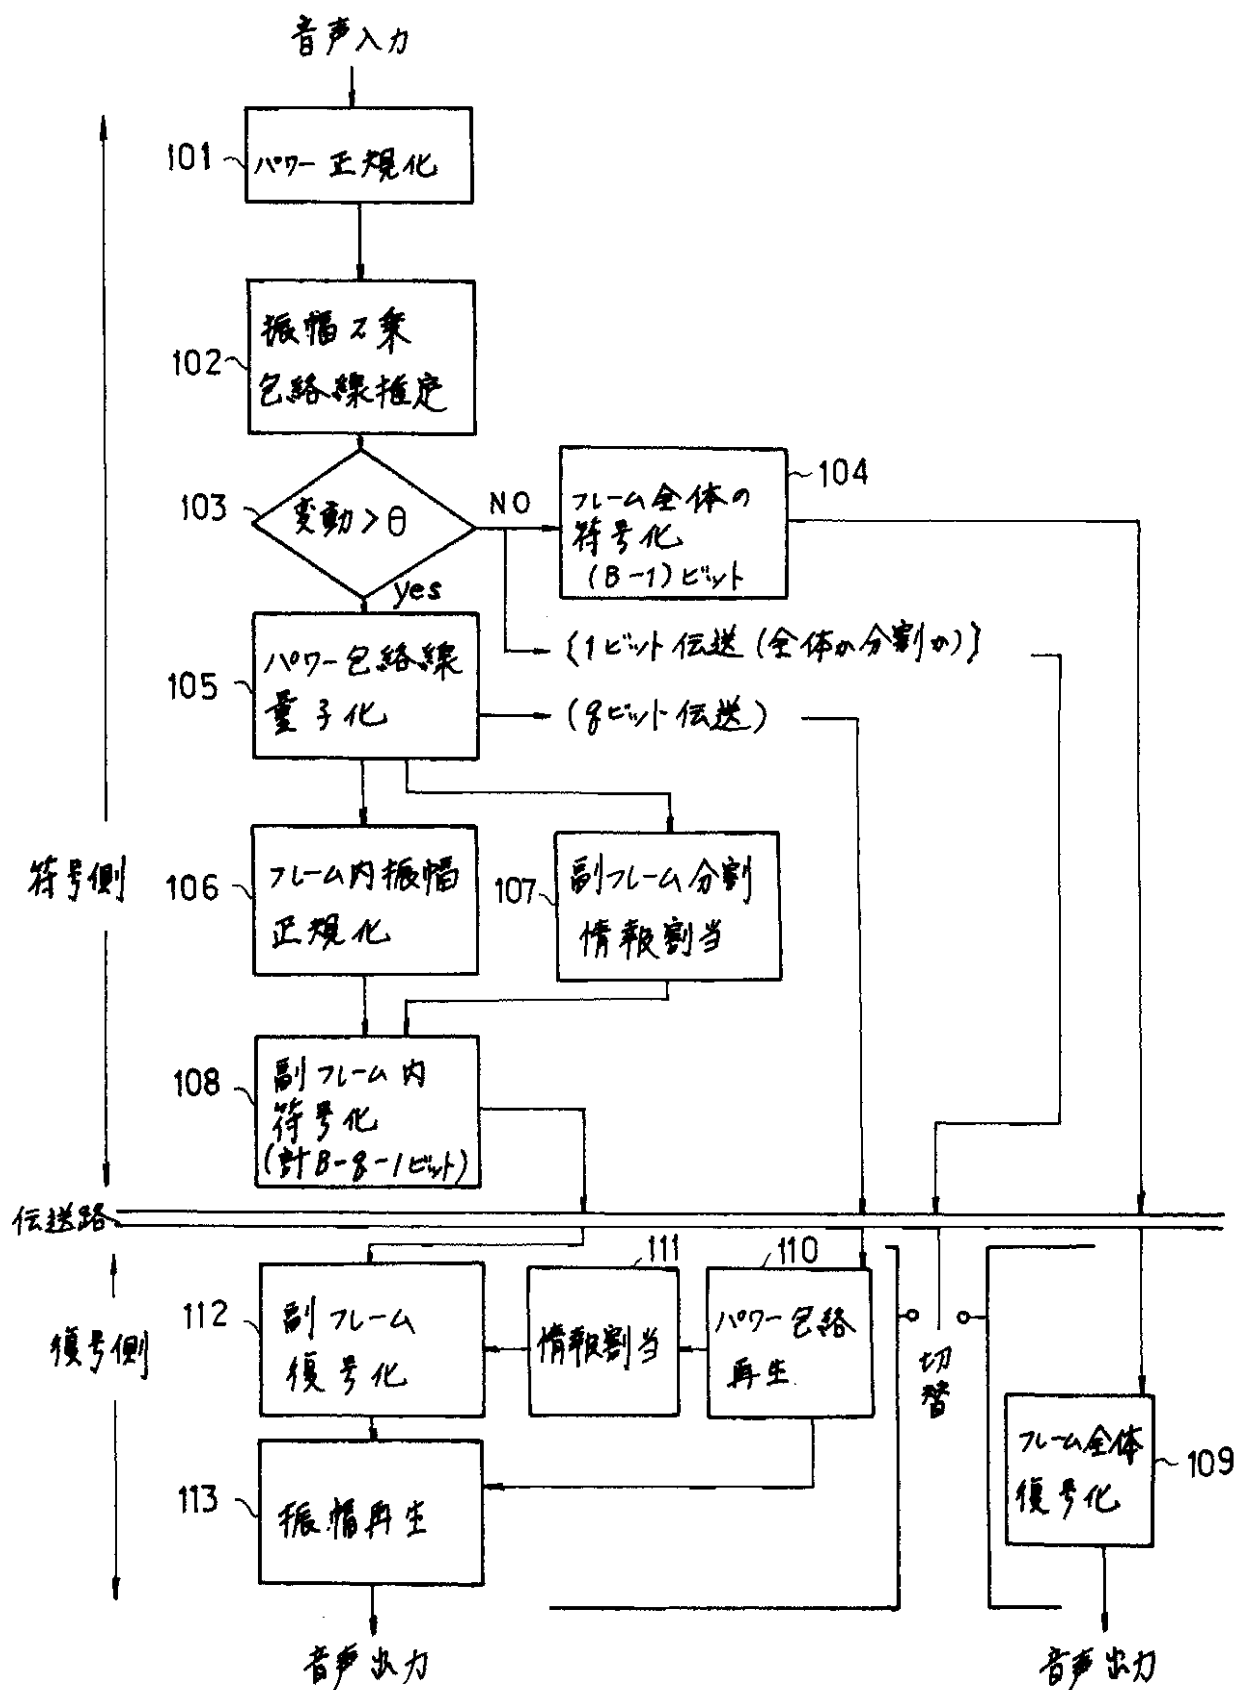 音声入力
101
パワー正規化
102
振幅2乗
包絡線推定
103
変動>θ
NO
yes
104
フレーム全体の
符号化
(B-1)ビット
{1ビット伝送(全体か分割か)}
105
パワー包絡線
量子化
(gビット伝送)
符号側
106
フレーム内振幅
正規化
107
副フレーム分割
情報割当
108
副フレーム内
符号化
(計B-g-1ビット)
伝送路
復号側
112
副フレーム
復号化
111
情報割当
110
パワー包絡
再生
切
替
113
振幅再生
フレーム全体
復号化
109
音声出力
音声出力